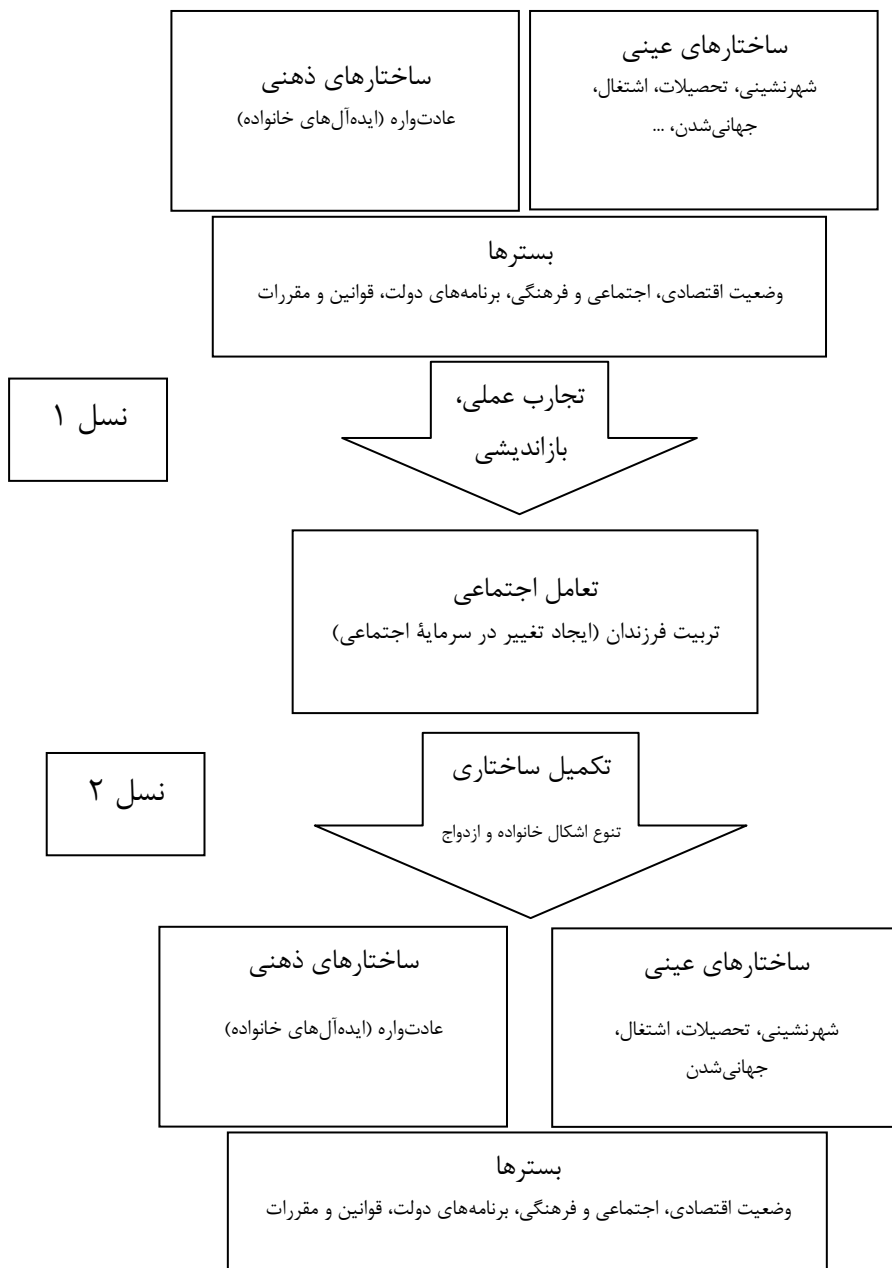 ساختارهای عینی
شهرنشینی، تحصیلات، اشتغال،
جهانی‌شدن، ...
ساختارهای ذهنی
عادت‌واره (ایده‌آل‌های خانواده)
بسترها
وضعیت اقتصادی، اجتماعی و فرهنگی، برنامه‌های دولت، قوانین و مقررات
تجارب عملی،
بازاندیشی
نسل ۱
تعامل اجتماعی
تربیت فرزندان (ایجاد تغییر در سرمایۀ اجتماعی)
تکمیل ساختاری
تنوع اشکال خانواده و ازدواج
نسل ۲
ساختارهای عینی
شهرنشینی، تحصیلات، اشتغال،
جهانی‌شدن
ساختارهای ذهنی
عادت‌واره (ایده‌آل‌های خانواده)
بسترها
وضعیت اقتصادی، اجتماعی و فرهنگی، برنامه‌های دولت، قوانین و مقررات